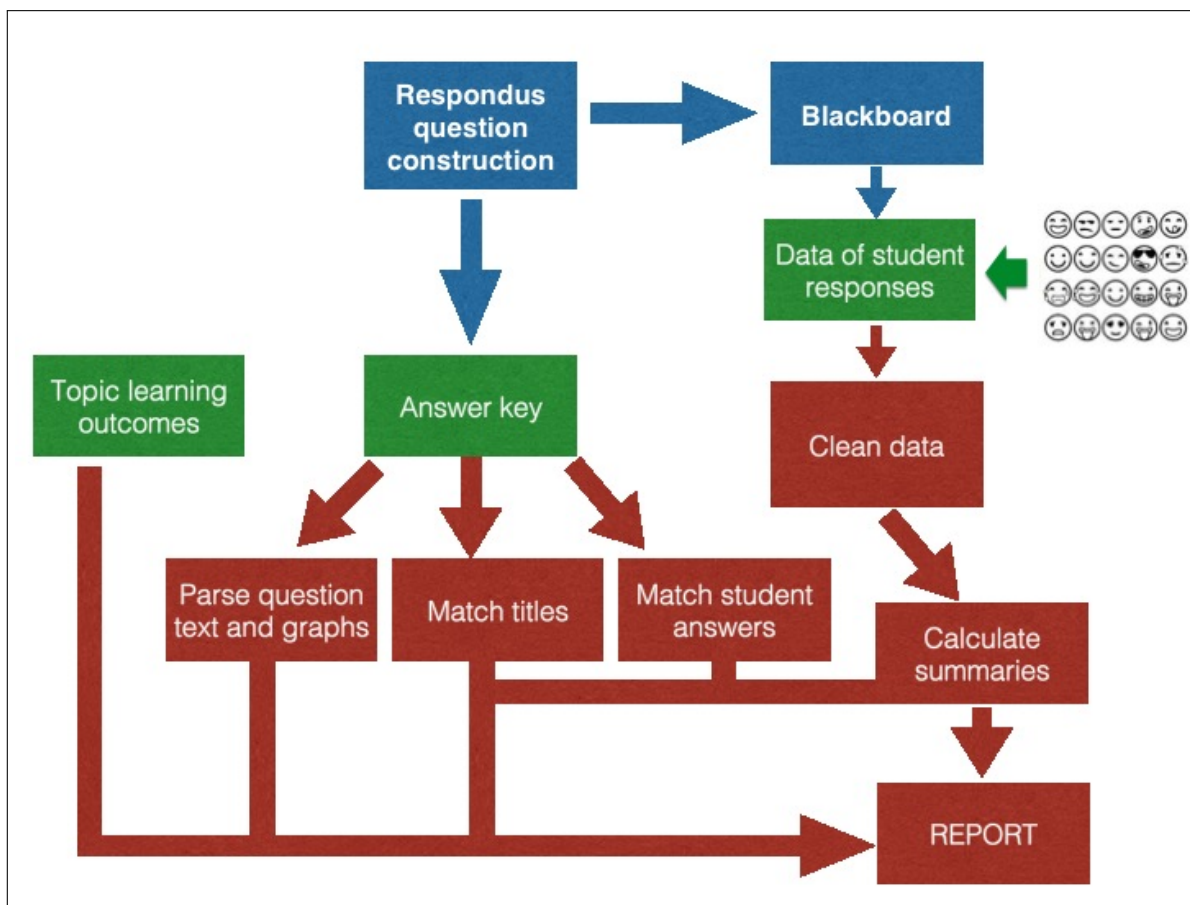 Respondus
question
construction
Blackboard
Data of student
responses
Topic learning
outcomes
Answer key
Clean data
Parse question
text and graphs
Match titles
Match student
answers
Calculate
summaries
REPORT